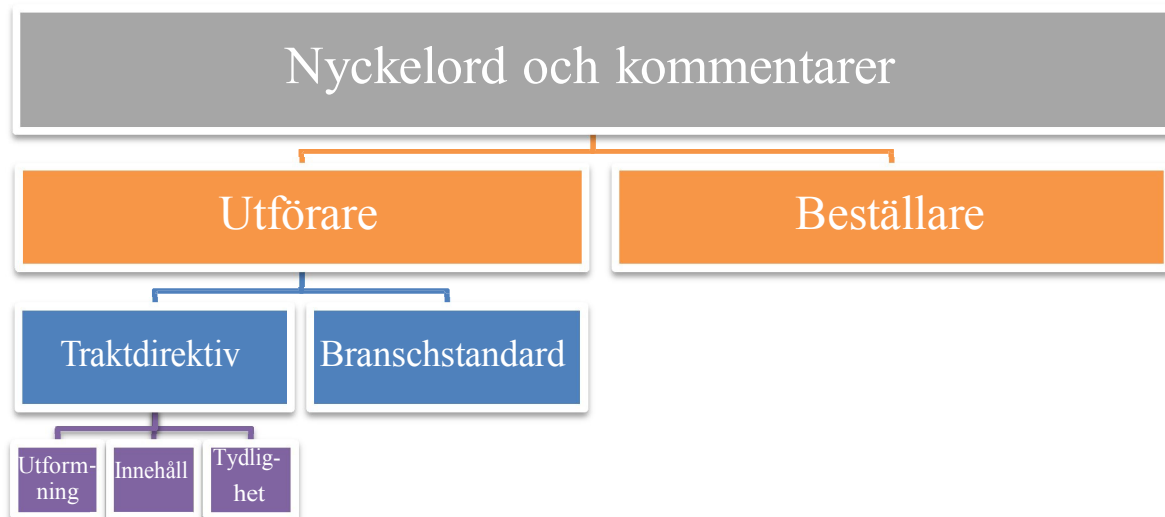 Nyckelord och kommentarer
Utförare
Beställare
Traktdirektiv
Branschstandard
Utform-
ning
Innehåll
Tydlig-
het